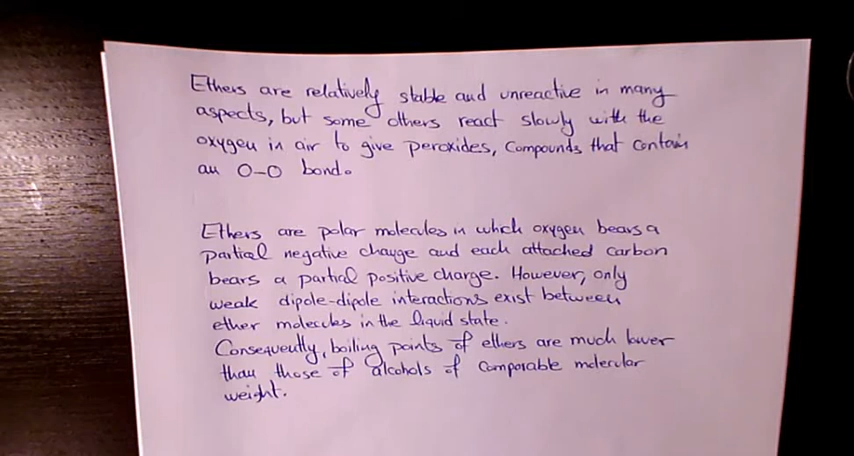 Ethers are relatively stable and unreactive in many
aspects, but some others react slowly with the
oxygen in air to give peroxides, compounds that contain
an O-O bond.
Ethers are polar molecules in which oxygen bears a
partial negative charge and each attached carbon
bears a partial positive charge. However, only
weak dipole-dipole interactions exist between
ether molecules in the liquid state.
Consequently, boiling points of ethers are much lower
than those of alcohols of comparable molecular
weight.